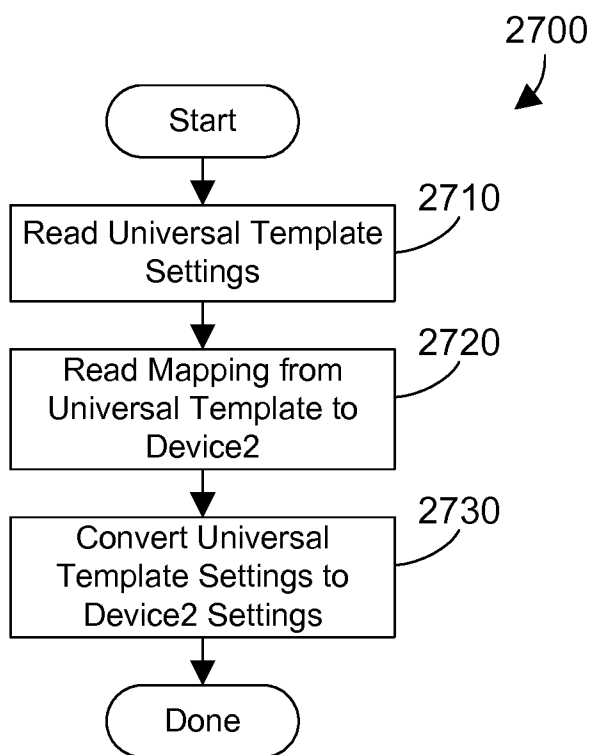 2700
Start
2710
Read Universal Template
Settings
2720
Read Mapping from
Universal Template to
Device2
2730
Convert Universal
Template Settings to
Device2 Settings
Done